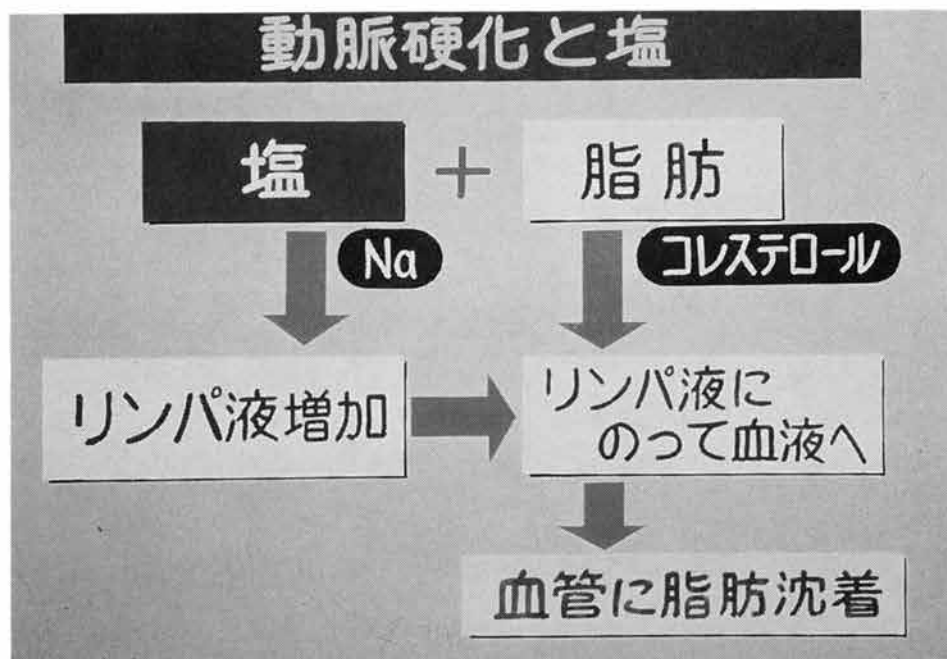 動脈硬化と塩
塩
+
脂肪
Na
コレステロール
リンパ液増加
リンパ液に
のって血液へ
血管に脂肪沈着